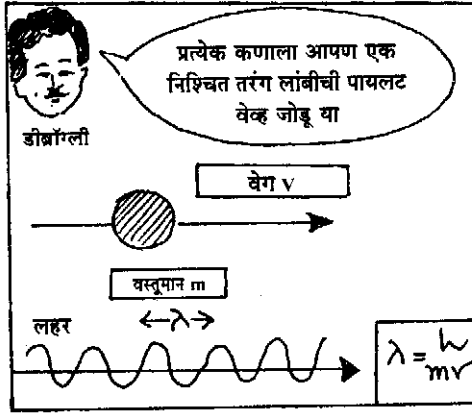 प्रत्येक कणाला आपण एक
निश्चित तरंग लांबीची पायलट
वेव्ह जोडू या
डीब्रॉग्ली
वेग v
वस्तूमान m
←λ→
लहर
λ = h/mv